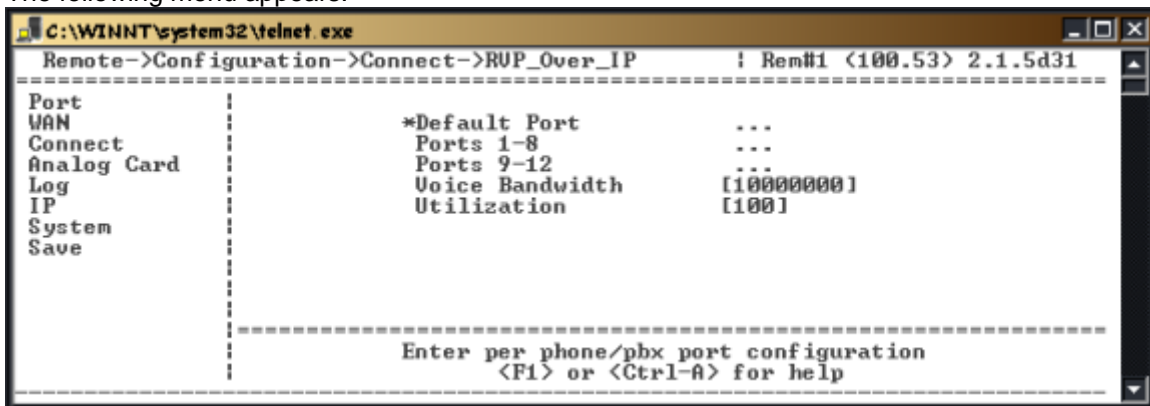 The following menu appears:
C:\WINNT\system32\telnet.exe
Remote->Configuration->Connect->RVP_Over_IP ¦ Rem#1 (100.53) 2.1.5d31
Port
WAN *Default Port ...
Connect Ports 1-8 ...
Analog Card Ports 9-12 ...
Log Voice Bandwidth [10000000]
IP Utilization [100]
System
Save
Enter per phone/pbx port configuration
<F1> or <Ctrl-A> for help